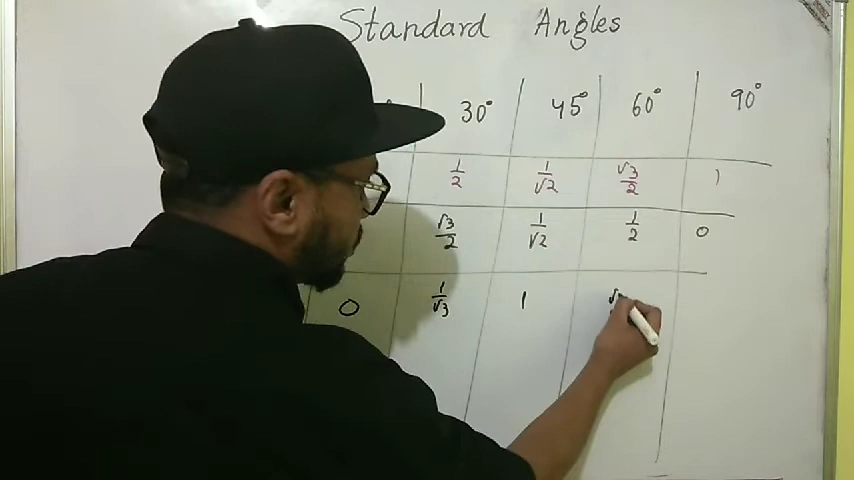 Standard Angles
30° 45° 60° 90°
1/2 1/√2 √3/2 1
√3/2 1/√2 1/2 0
0 1/√3 1 √